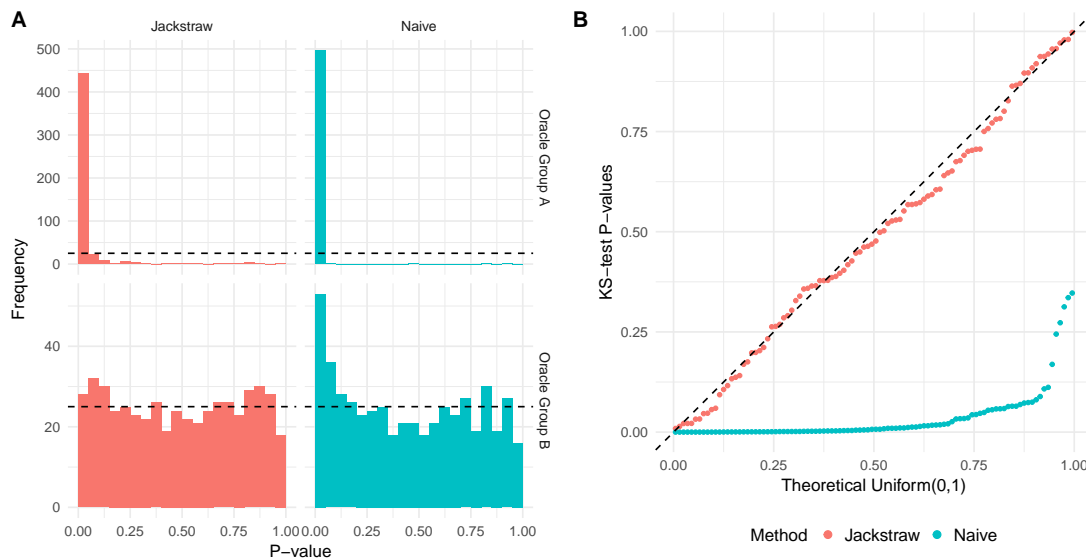 A
Jackstraw
Naive
Frequency
500
400
300
200
100
0
Oracle Group A
40
20
0
Oracle Group B
0.00 0.25 0.50 0.75 1.00
0.00 0.25 0.50 0.75 1.00
P−value
B
KS−test P−values
1.00
0.75
0.50
0.25
0.00
0.00 0.25 0.50 0.75 1.00
Theoretical Uniform(0,1)
Method Jackstraw Naive